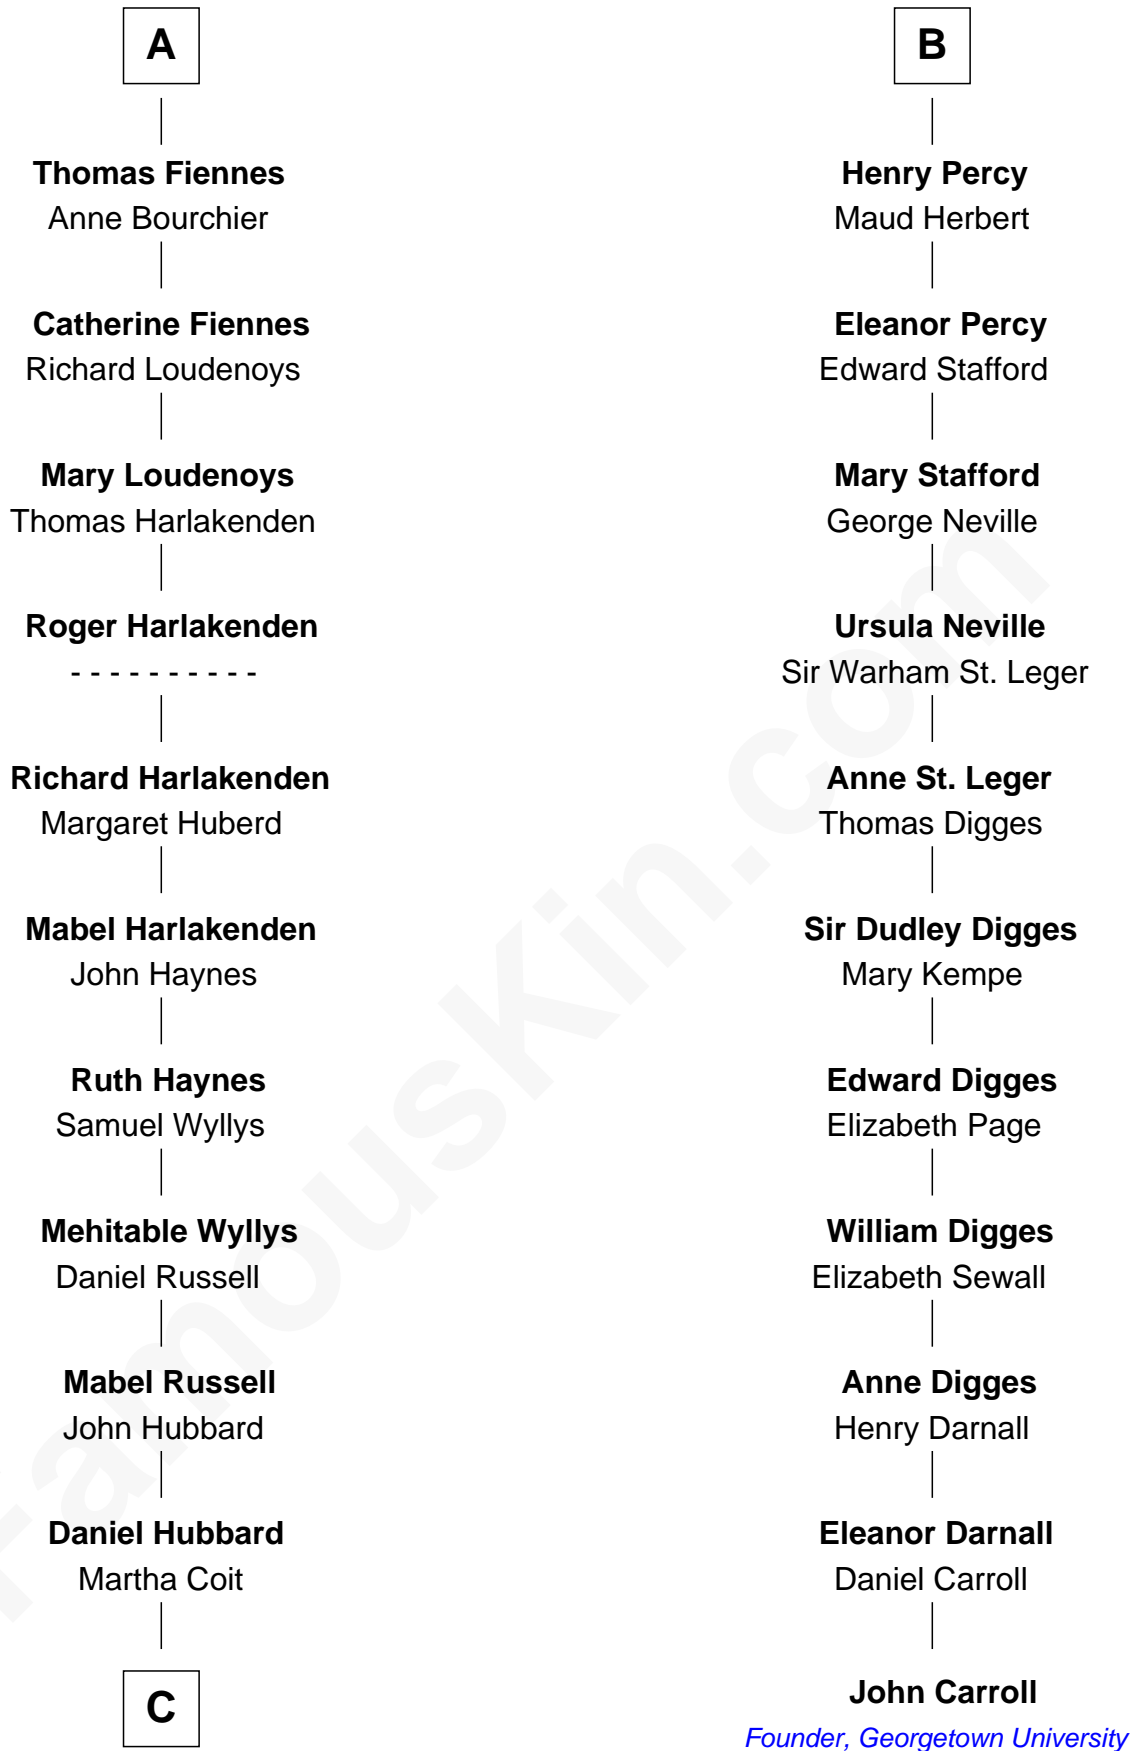 A
Thomas Fiennes
Anne Bourchier
Catherine Fiennes
Richard Loudenoys
Mary Loudenoys
Thomas Harlakenden
Roger Harlakenden
- - - - - - - - - -
Richard Harlakenden
Margaret Huberd
Mabel Harlakenden
John Haynes
Ruth Haynes
Samuel Wyllys
Mehitable Wyllys
Daniel Russell
Mabel Russell
John Hubbard
Daniel Hubbard
Martha Coit
C
B
Henry Percy
Maud Herbert
Eleanor Percy
Edward Stafford
Mary Stafford
George Neville
Ursula Neville
Sir Warham St. Leger
Anne St. Leger
Thomas Digges
Sir Dudley Digges
Mary Kempe
Edward Digges
Elizabeth Page
William Digges
Elizabeth Sewall
Anne Digges
Henry Darnall
Eleanor Darnall
Daniel Carroll
John Carroll
Founder, Georgetown University
FamousKin.com